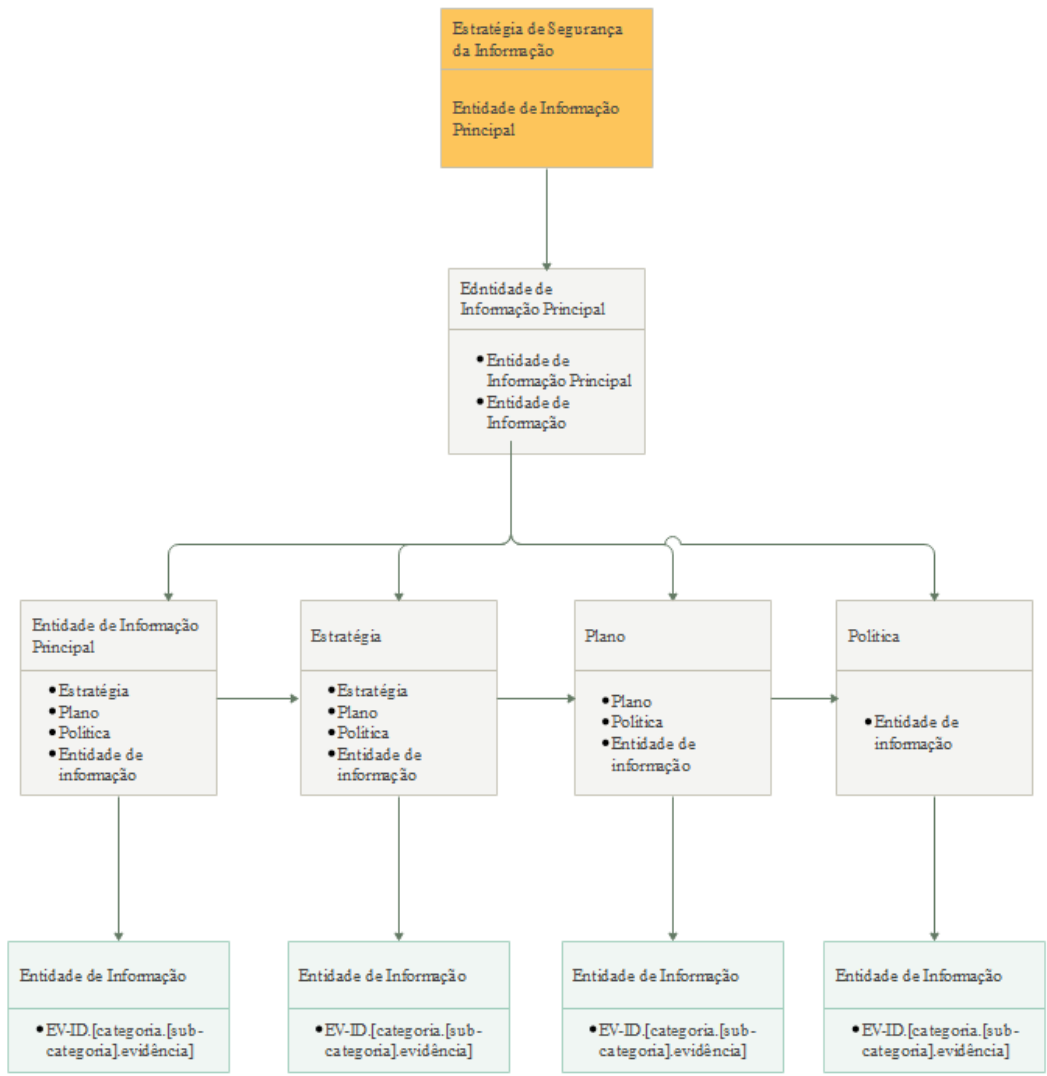 Estratégia de Segurança
da Informação
Entidade de Informação
Principal
Edntidade de
Informação Principal
•Entidade de
Informação Principal
•Entidade de
Informação
Entidade de Informação
Principal
•Estratégia
•Plano
•Política
•Entidade de
informação
Estratégia
•Estratégia
•Plano
•Política
•Entidade de
informação
Plano
•Plano
•Política
•Entidade de
informação
Política
•Entidade de
informação
Entidade de Informação
•EV-ID.[categoria.[sub-
categoria].evidência]
Entidade de Informação
•EV-ID.[categoria.[sub-
categoria].evidência]
Entidade de Informação
•EV-ID.[categoria.[sub-
categoria].evidência]
Entidade de Informação
•EV-ID.[categoria.[sub-
categoria].evidência]